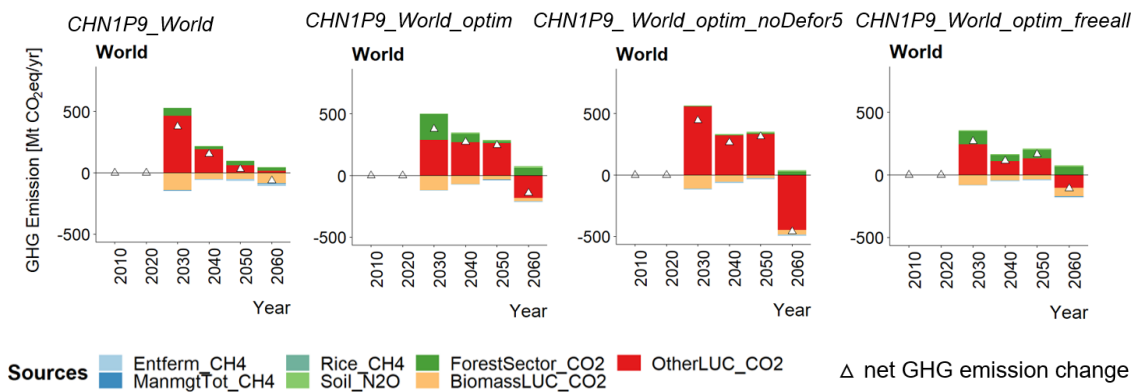 CHN1P9_World
CHN1P9_World_optim
CHN1P9_World_optim_noDefor5
CHN1P9_World_optim_freeall
World
World
World
World
GHG Emission [Mt CO2eq/yr]
500
0
-500
2010
2020
2030
2040
2050
2060
Year
500
0
-500
2010
2020
2030
2040
2050
2060
Year
500
0
-500
2010
2020
2030
2040
2050
2060
Year
500
0
-500
2010
2020
2030
2040
2050
2060
Year
Sources
Entferm_CH4
Rice_CH4
ForestSector_CO2
OtherLUC_CO2
ManmgtTot_CH4
Soil_N2O
BiomassLUC_CO2
△ net GHG emission change